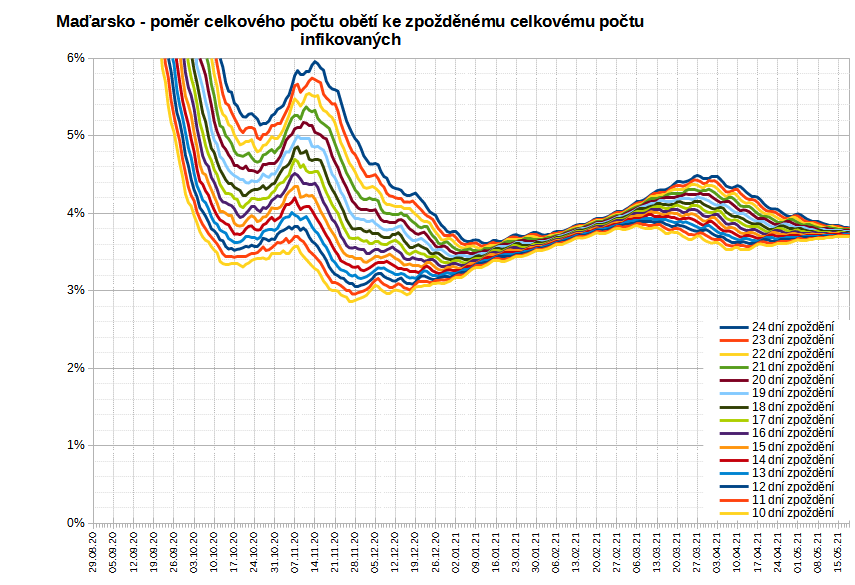 Maďarsko - poměr celkového počtu obětí ke zpožděnému celkovému počtu
infikovaných
6%
5%
4%
3%
2%
1%
0%
24 dní zpoždění
23 dní zpoždění
22 dní zpoždění
21 dní zpoždění
20 dní zpoždění
19 dní zpoždění
18 dní zpoždění
17 dní zpoždění
16 dní zpoždění
15 dní zpoždění
14 dní zpoždění
13 dní zpoždění
12 dní zpoždění
11 dní zpoždění
10 dní zpoždění
29.08.20
05.09.20
12.09.20
19.09.20
26.09.20
03.10.20
10.10.20
17.10.20
24.10.20
31.10.20
07.11.20
14.11.20
21.11.20
28.11.20
05.12.20
12.12.20
19.12.20
26.12.20
02.01.21
09.01.21
16.01.21
23.01.21
30.01.21
06.02.21
13.02.21
20.02.21
27.02.21
06.03.21
13.03.21
20.03.21
27.03.21
03.04.21
10.04.21
17.04.21
24.04.21
01.05.21
08.05.21
15.05.21